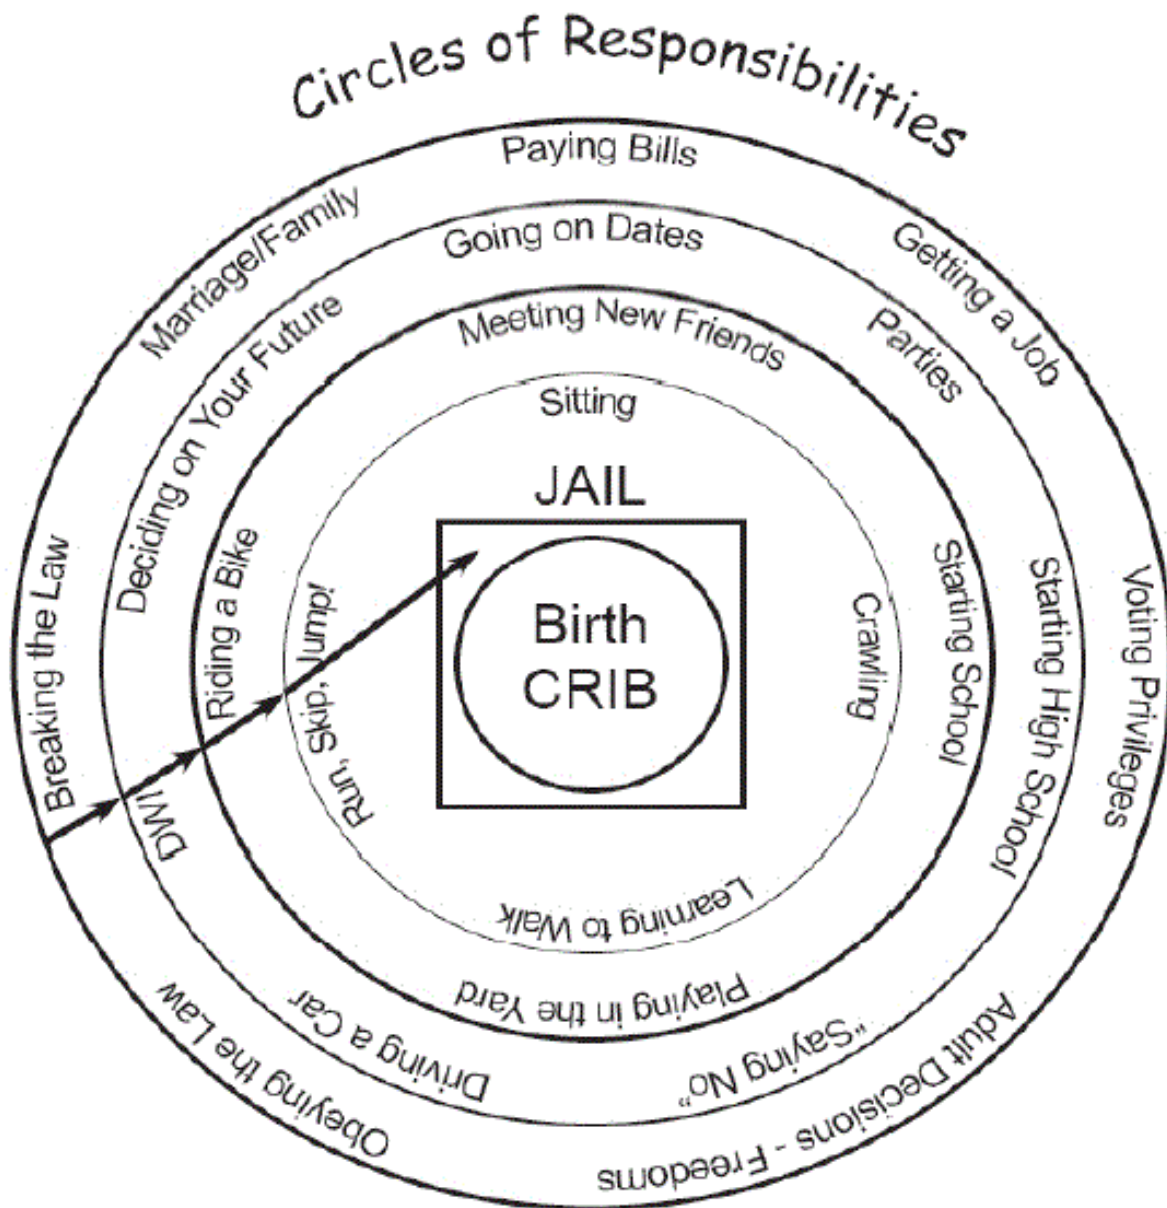 Circles of Responsibilities
Paying Bills
Getting a Job
Voting Privileges
Adult Decisions - Freedoms
Obeying the Law
Breaking the Law
Marriage/Family
Going on Dates
Parties
Starting High School
"Saying No"
Driving a Car
DWI
Deciding on Your Future
Meeting New Friends
Starting School
Playing in the Yard
Riding a Bike
Sitting
Crawling
Learning to Walk
Run, Skip, Jump!
JAIL
Birth
CRIB